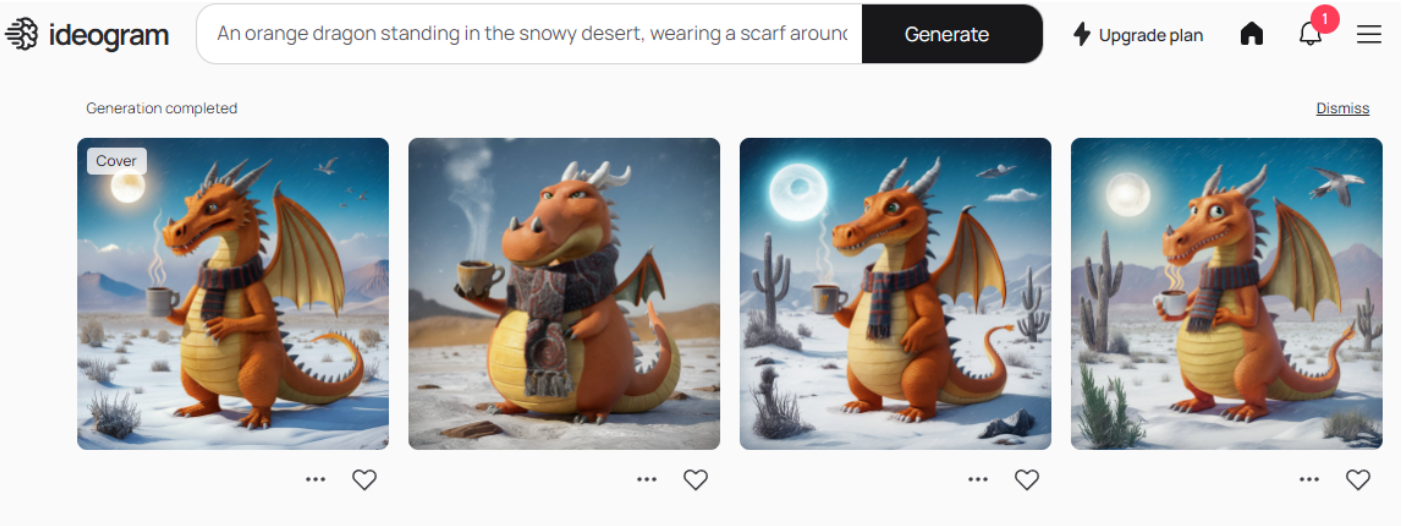 ideogram
An orange dragon standing in the snowy desert, wearing a scarf
Generate
Upgrade plan
1
Generation completed
Dismiss
Cover